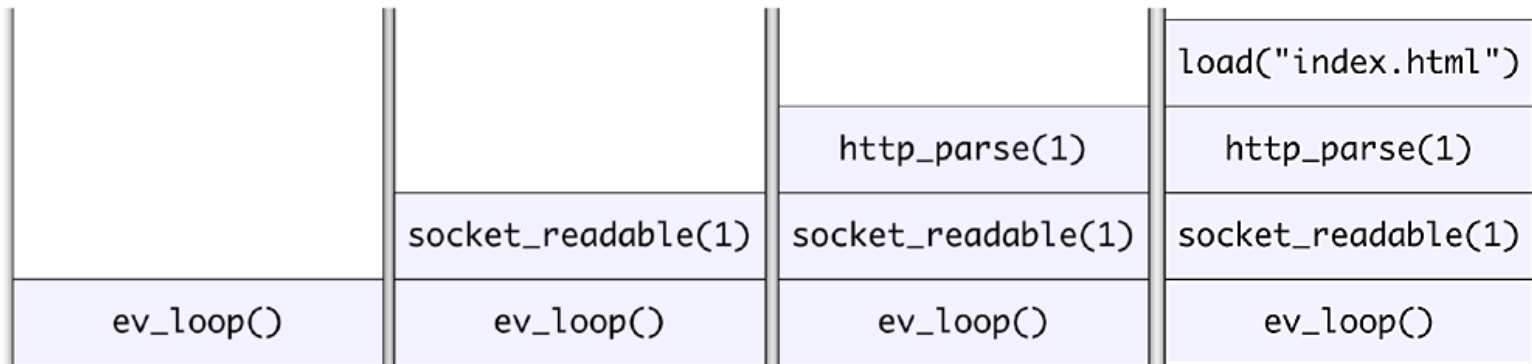 load("index.html")
http_parse(1) http_parse(1)
socket_readable(1) socket_readable(1) socket_readable(1)
ev_loop() ev_loop() ev_loop() ev_loop()